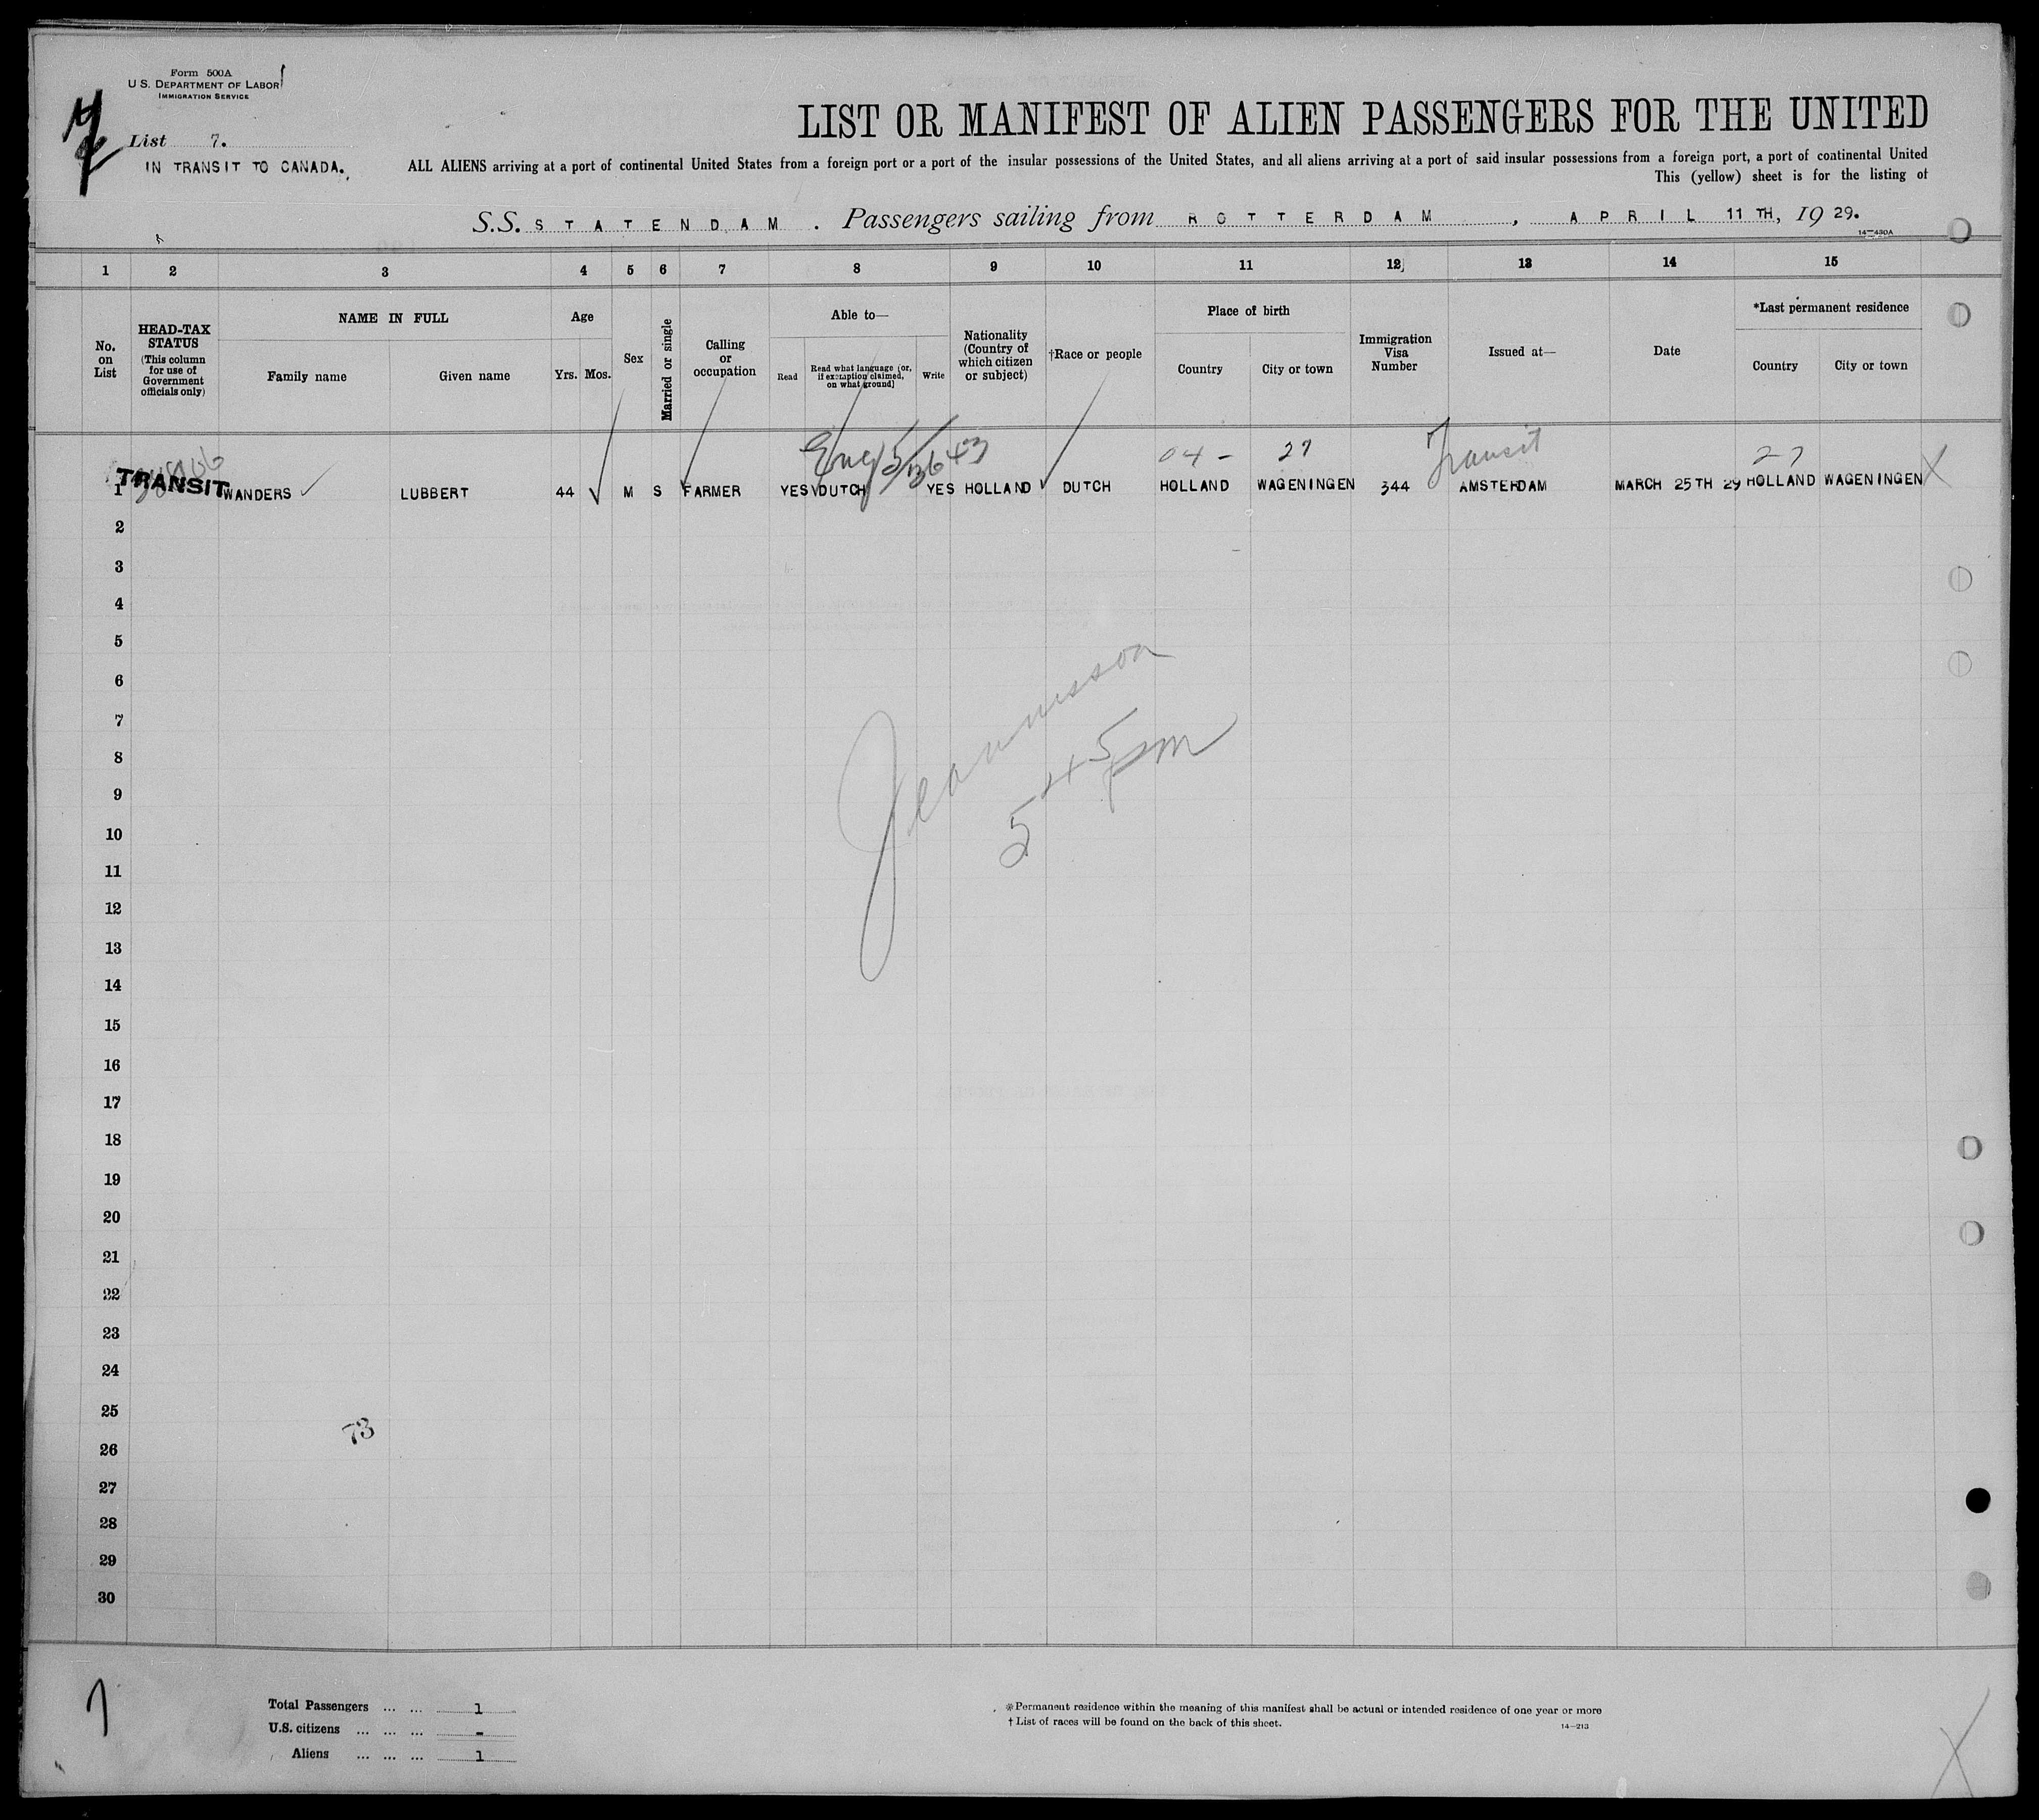 Form 500A
U.S. DEPARTMENT OF LABOR
IMMIGRATION SERVICE
List 7.
IN TRANSIT TO CANADA.
LIST OR MANIFEST OF ALIEN PASSENGERS FOR THE UNITED
ALL ALIENS arriving at a port of continental United States from a foreign port or a port of the insular possessions of the United States, and all aliens arriving at a port of said insular possessions from a foreign port, a port of continental United
This (yellow) sheet is for the listing of
S.S. STATENDAM. Passengers sailing from ROTTERDAM, APRIL 11TH, 1929.
14—430A
1 2 3 4 5 6 7 8 9 10 11 12 13 14 15
No. on List
HEAD-TAX STATUS
(This column for use of Government officials only)
NAME IN FULL
Family name Given name
Age
Yrs. Mos.
Sex
Married or single
Calling or occupation
Able to—
Read
Read what language [or, if exemption claimed, on what ground]
Write
Nationality (Country of which citizen or subject)
†Race or people
Place of birth
Country City or town
Immigration Visa Number
Issued at—
Date
*Last permanent residence
Country City or town
Eng 5/13643 04 - 27 Transit 27
1 TRANSIT WANDERS LUBBERT 44 M S FARMER YES DUTCH YES HOLLAND DUTCH HOLLAND WAGENINGEN 344 AMSTERDAM MARCH 25TH 29 HOLLAND WAGENINGEN X
2
3
4
5
6
7
8
9
10
11
12
13
14
15
16
17
18
19
20
21
22
23
24
25
26
27
28
29
30
545 pm
73
Total Passengers ... ... 1
U.S. citizens ... ... ... -
Aliens ... ... ... 1
*Permanent residence within the meaning of this manifest shall be actual or intended residence of one year or more
†List of races will be found on the back of this sheet.
14—213